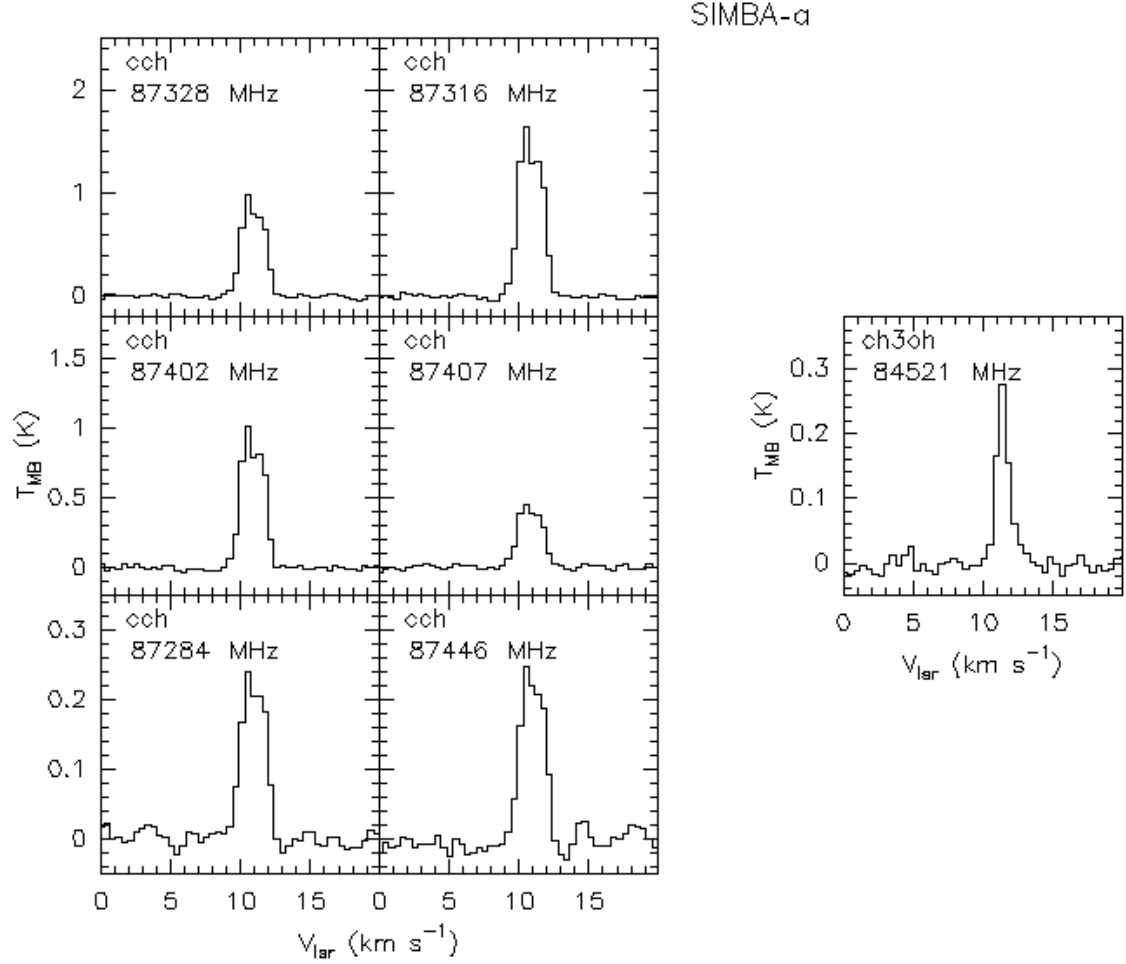 SIMBA-a
cch
87328 MHz
cch
87316 MHz
2
1
0
cch
87402 MHz
cch
87407 MHz
1.5
1
0.5
0
T_MB (K)
cch
87284 MHz
cch
87446 MHz
0.3
0.2
0.1
0
0 5 10 15 0 5 10 15
V_lsr (km s⁻¹)
ch3oh
84521 MHz
0.3
0.2
0.1
0
T_MB (K)
0 5 10 15
V_lsr (km s⁻¹)